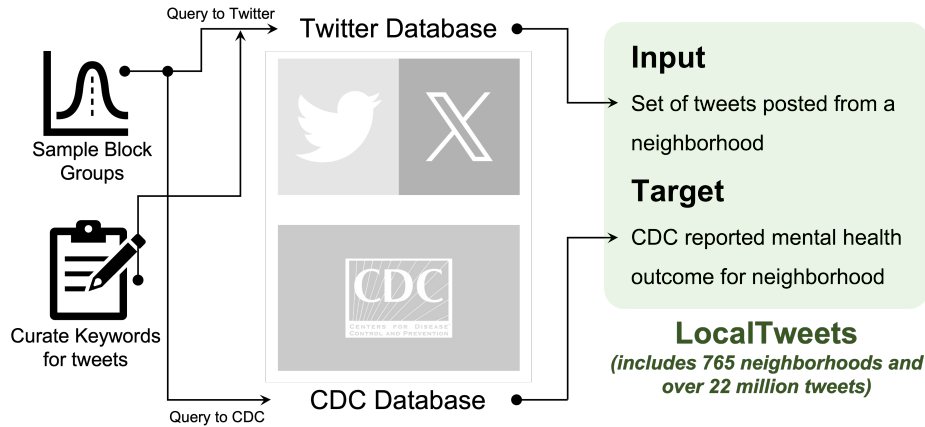 Query to Twitter
Twitter Database
Sample Block
Groups
Curate Keywords
for tweets
CDC
CENTERS FOR DISEASE
CONTROL AND PREVENTION
Query to CDC
CDC Database
Input
Set of tweets posted from a
neighborhood
Target
CDC reported mental health
outcome for neighborhood
LocalTweets
(includes 765 neighborhoods and
over 22 million tweets)